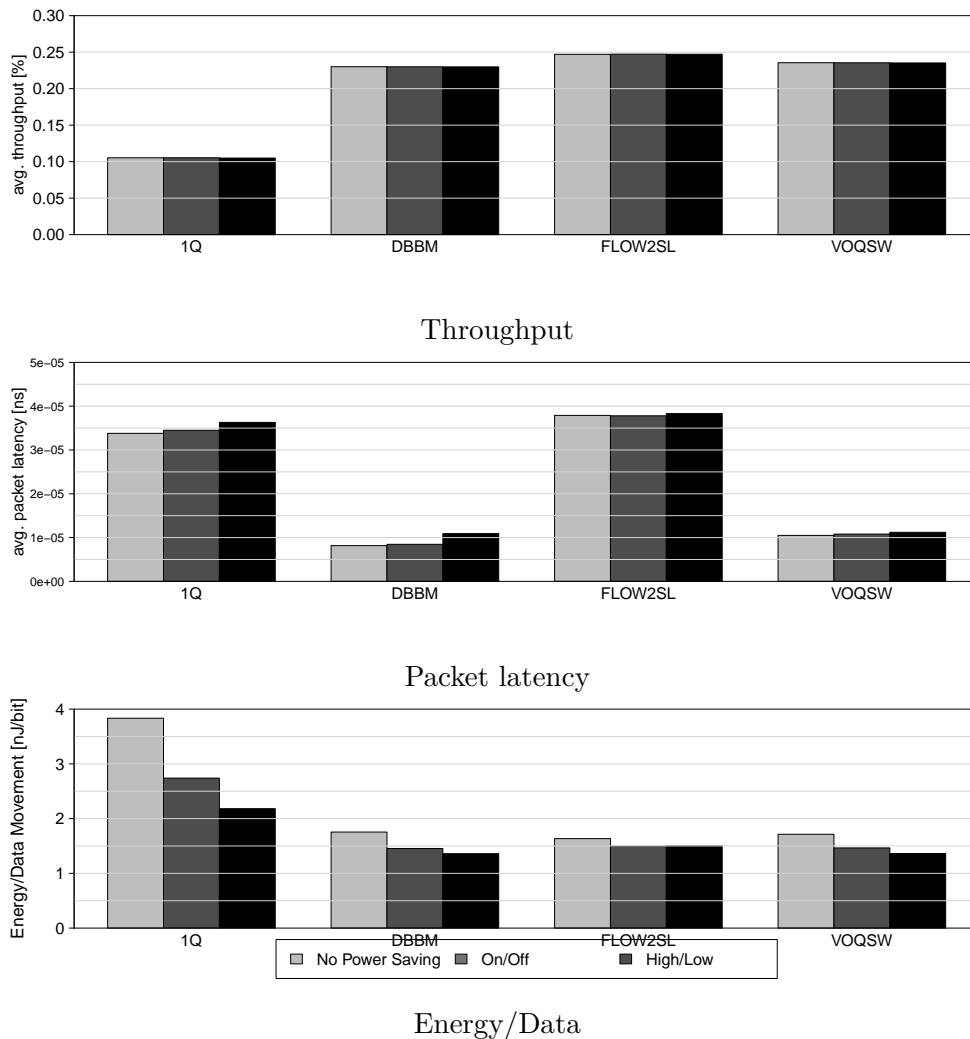 avg. throughput [%]
0.30
0.25
0.20
0.15
0.10
0.05
0.00
1Q DBBM FLOW2SL VOQSW
Throughput
avg. packet latency [ns]
5e−05
4e−05
3e−05
2e−05
1e−05
0e+00
1Q DBBM FLOW2SL VOQSW
Packet latency
Energy/Data Movement [nJ/bit]
4
3
2
1
0
1Q DBBM FLOW2SL VOQSW
No Power Saving On/Off High/Low
Energy/Data